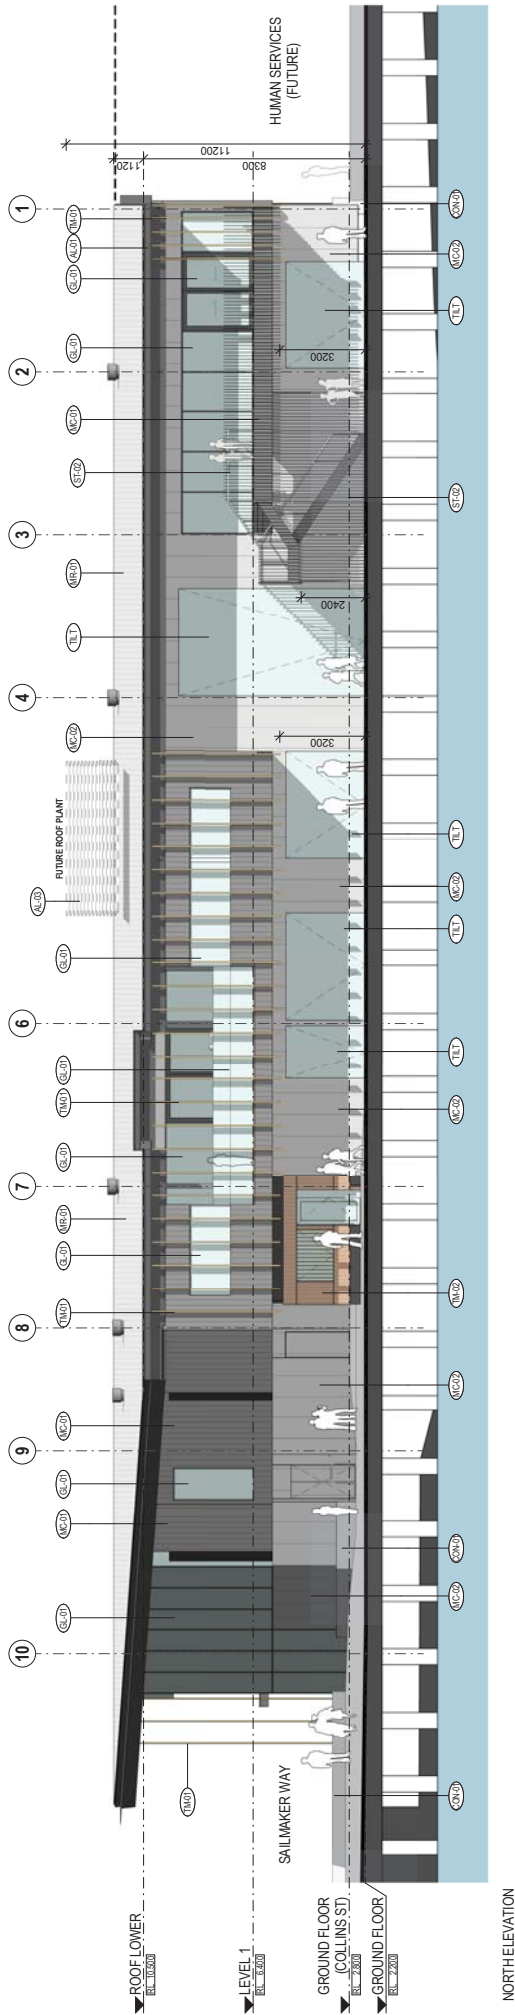 10
9
8
7
6
4
3
2
1
GL-01
MC-01
GL-01
MC-01
TM-01
GL-01
MR-01
GL-01
TM-01
GL-01
GL-01
AL-03
FUTURE ROOF PLANT
MC-02
TILT
MR-01
ST-02
MC-01
GL-01
GL-01
AL-01
TM-01
TM-01
HUMAN SERVICES
(FUTURE)
1120
11200
8300
3200
2400
3200
ROOF LOWER
RL 10.500
LEVEL 1
RL 6.400
GROUND FLOOR
(COLLINS ST)
RL 2.800
GROUND FLOOR
RL 2.200
SAILMAKER WAY
CON-01
MC-02
CON-01
MC-02
TM-02
MC-02
TILT
TILT
MC-02
TILT
ST-02
TILT
MC-02
CON-01
NORTH ELEVATION